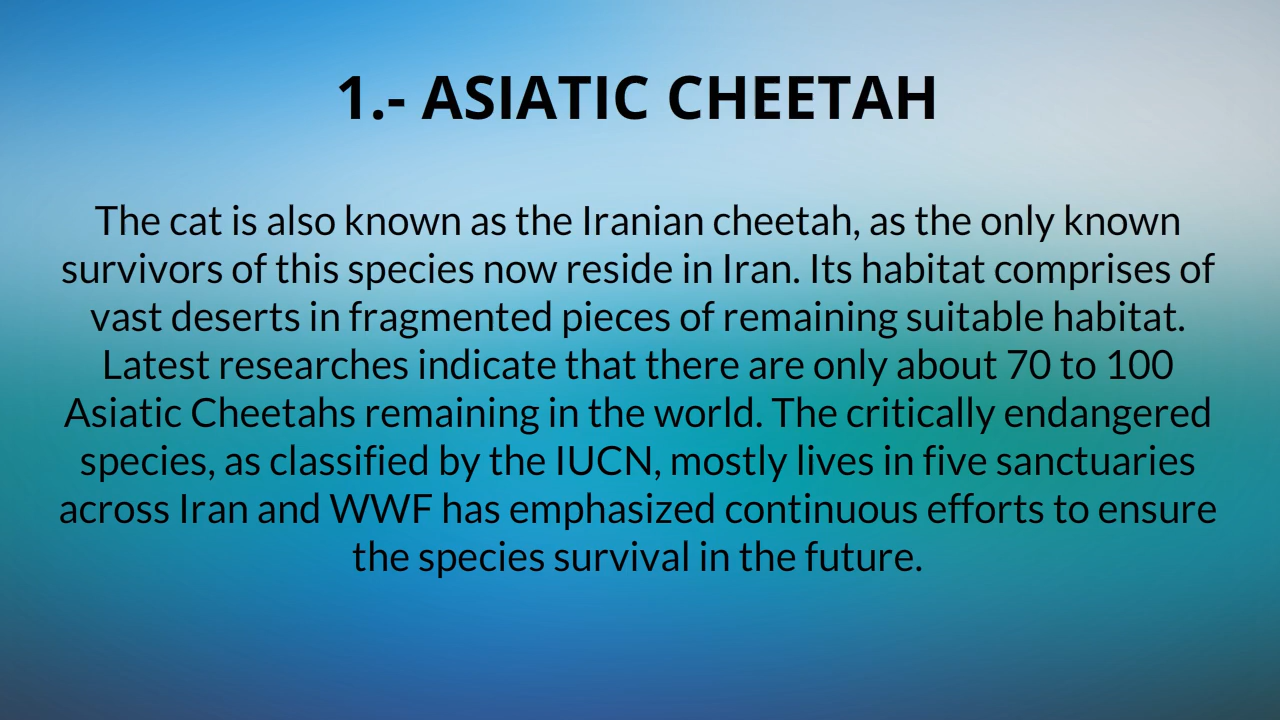 1.- ASIATIC CHEETAH
The cat is also known as the Iranian cheetah, as the only known
survivors of this species now reside in Iran. Its habitat comprises of
vast deserts in fragmented pieces of remaining suitable habitat.
Latest researches indicate that there are only about 70 to 100
Asiatic Cheetahs remaining in the world. The critically endangered
species, as classified by the IUCN, mostly lives in five sanctuaries
across Iran and WWF has emphasized continuous efforts to ensure
the species survival in the future.